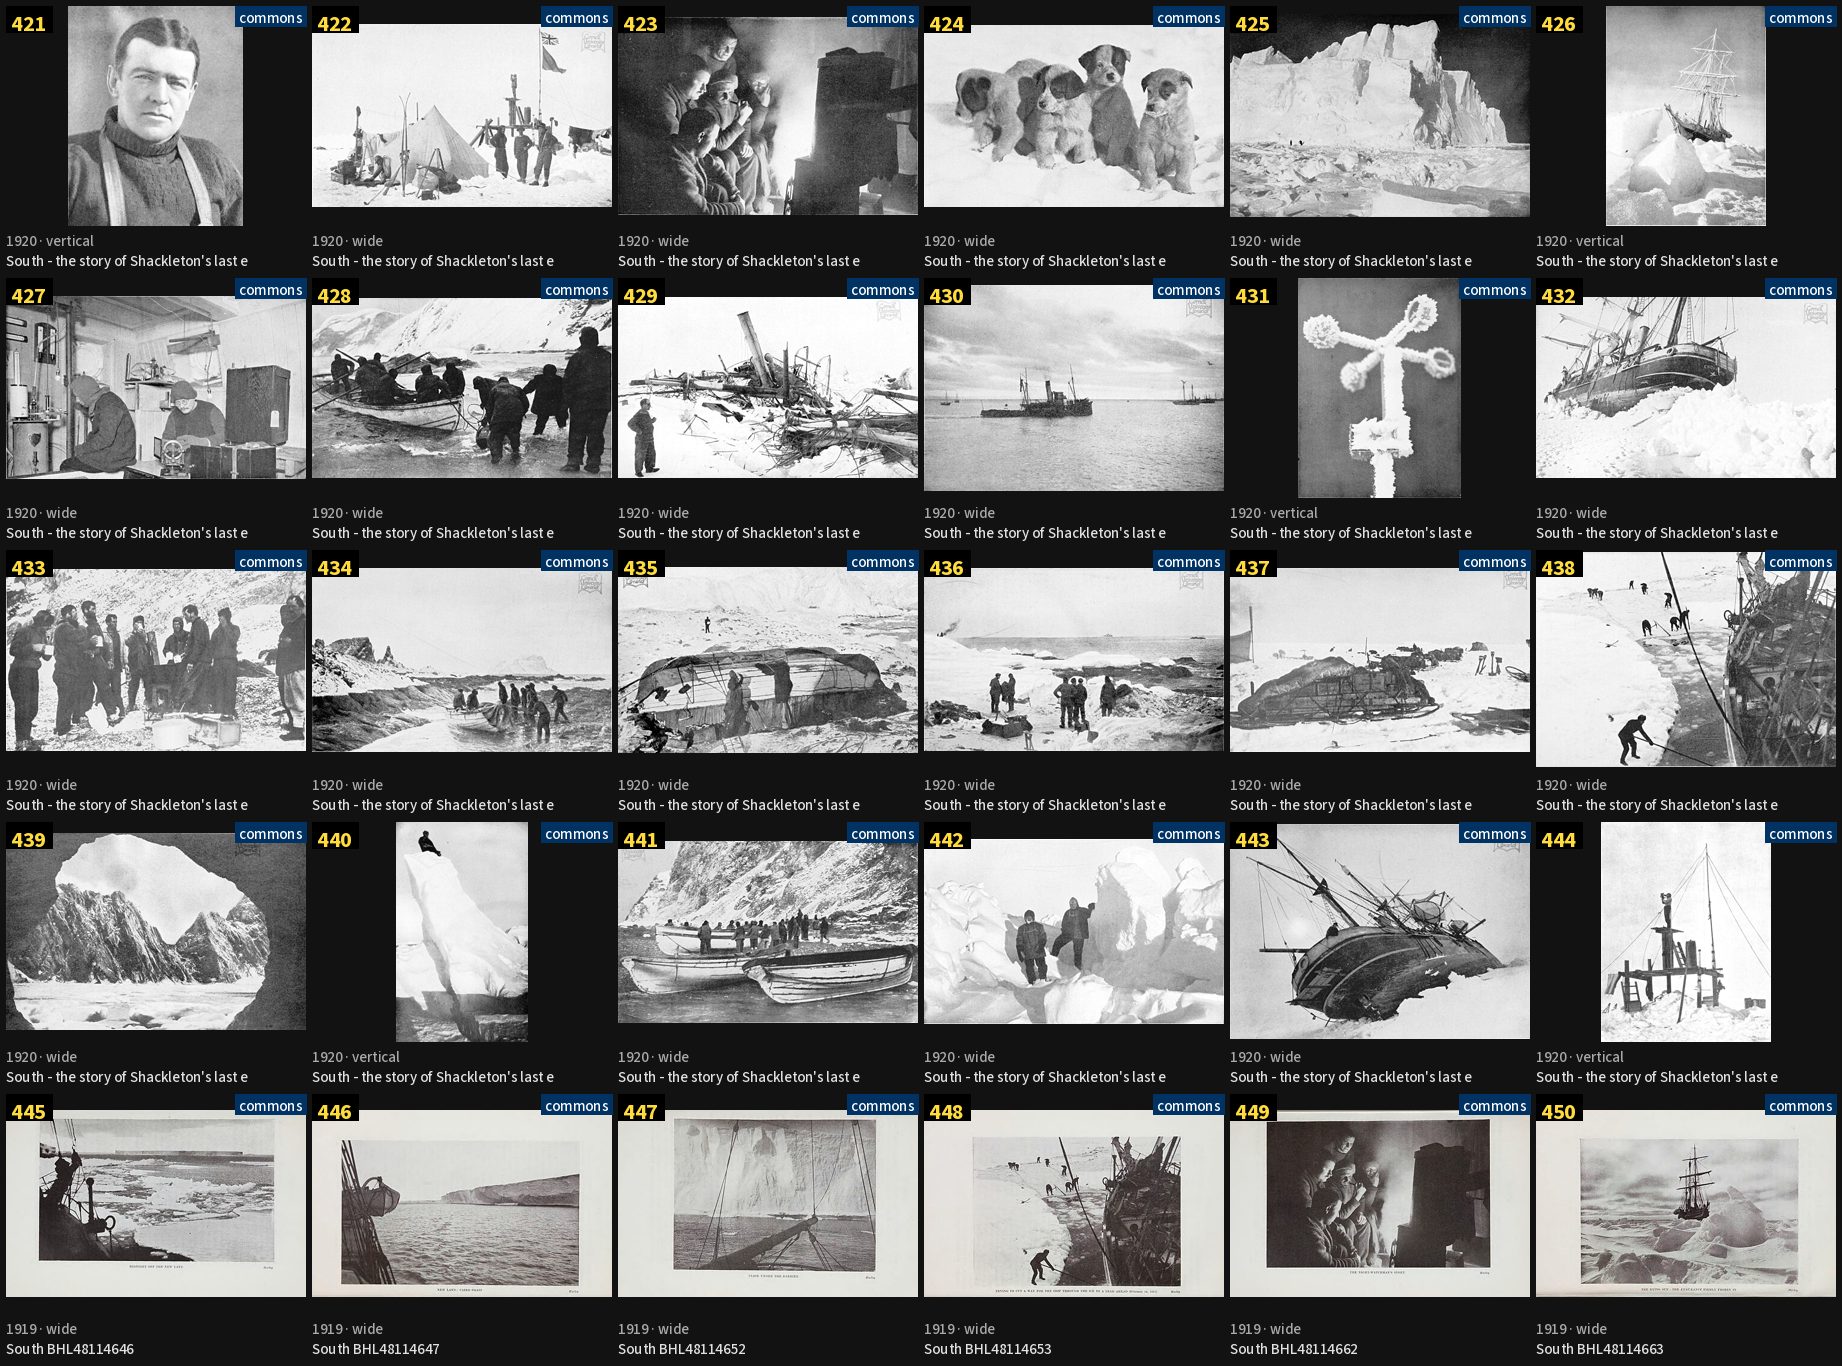 421
commons
1920 · vertical
South - the story of Shackleton's last e
422
commons
1920 · wide
South - the story of Shackleton's last e
423
commons
1920 · wide
South - the story of Shackleton's last e
424
commons
1920 · wide
South - the story of Shackleton's last e
425
commons
1920 · wide
South - the story of Shackleton's last e
426
commons
1920 · vertical
South - the story of Shackleton's last e
427
commons
1920 · wide
South - the story of Shackleton's last e
428
commons
1920 · wide
South - the story of Shackleton's last e
429
commons
1920 · wide
South - the story of Shackleton's last e
430
commons
1920 · wide
South - the story of Shackleton's last e
431
commons
1920 · vertical
South - the story of Shackleton's last e
432
commons
1920 · wide
South - the story of Shackleton's last e
433
commons
1920 · wide
South - the story of Shackleton's last e
434
commons
1920 · wide
South - the story of Shackleton's last e
435
commons
1920 · wide
South - the story of Shackleton's last e
436
commons
1920 · wide
South - the story of Shackleton's last e
437
commons
1920 · wide
South - the story of Shackleton's last e
438
commons
1920 · wide
South - the story of Shackleton's last e
439
commons
1920 · wide
South - the story of Shackleton's last e
440
commons
1920 · vertical
South - the story of Shackleton's last e
441
commons
1920 · wide
South - the story of Shackleton's last e
442
commons
1920 · wide
South - the story of Shackleton's last e
443
commons
1920 · wide
South - the story of Shackleton's last e
444
commons
1920 · vertical
South - the story of Shackleton's last e
445
commons
1919 · wide
South BHL48114646
446
commons
1919 · wide
South BHL48114647
447
commons
1919 · wide
South BHL48114652
448
commons
1919 · wide
South BHL48114653
449
commons
1919 · wide
South BHL48114662
450
commons
1919 · wide
South BHL48114663